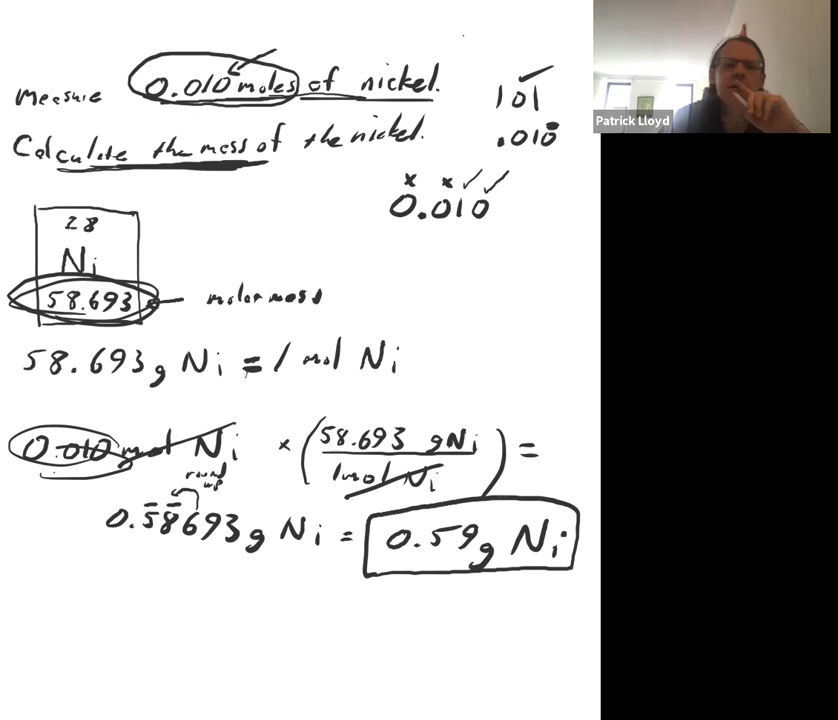 measure 0.010 moles of nickel.
Calculate the mass of the nickel.
101
.010
x x ✓ ✓
0.010
Patrick Lloyd
28
Ni
58.693
molar mass
58.693 g Ni = 1 mol Ni
0.010 mol Ni × (58.693 g Ni / 1 mol Ni) =
round up
0.58693 g Ni = 0.59 g Ni